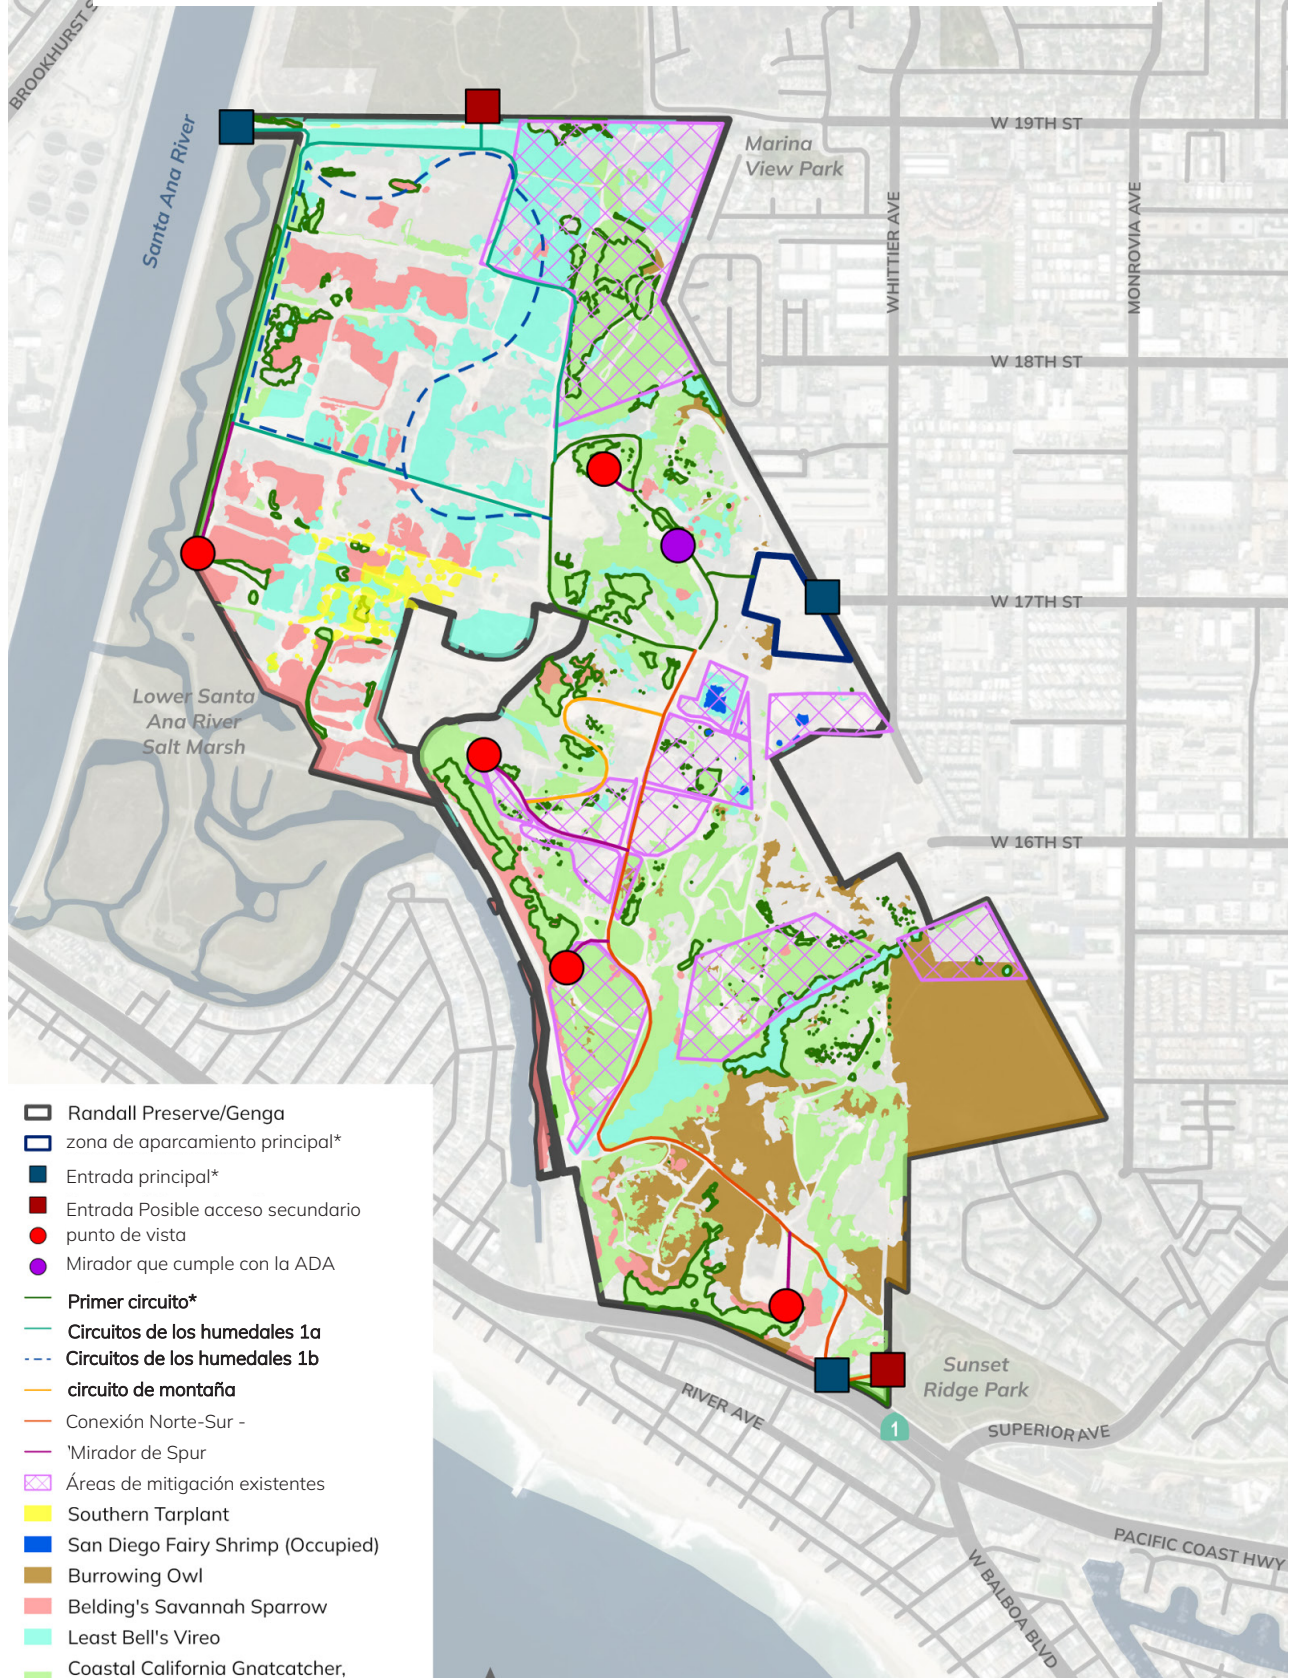 BROOKHURST S
Santa Ana River
Marina
View Park
W 19TH ST
WHITTIER AVE
MONROVIA AVE
W 18TH ST
W 17TH ST
Lower Santa
Ana River
Salt Marsh
W 16TH ST
Randall Preserve/Genga
zona de aparcamiento principal*
Entrada principal*
Entrada Posible acceso secundario
punto de vista
Mirador que cumple con la ADA
Primer circuito*
Circuitos de los humedales 1a
Circuitos de los humedales 1b
circuito de montaña
Conexión Norte-Sur -
'Mirador de Spur
Áreas de mitigación existentes
Southern Tarplant
San Diego Fairy Shrimp (Occupied)
Burrowing Owl
Belding's Savannah Sparrow
Least Bell's Vireo
Coastal California Gnatcatcher,
Sunset
Ridge Park
RIVER AVE
1
SUPERIOR AVE
PACIFIC COAST HWY
W BALBOA BLVD